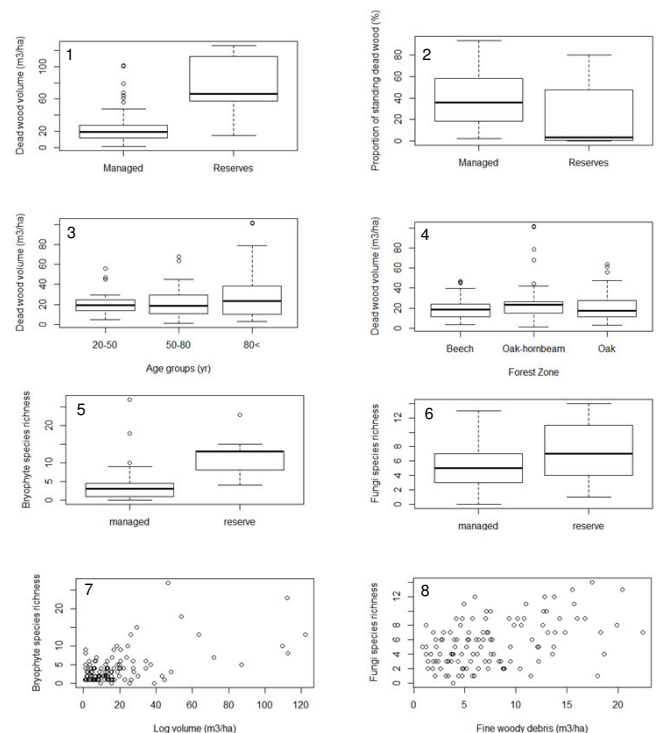 1
Dead wood volume (m3/ha)
0 20 60 100
Managed Reserves
2
Proportion of standing dead wood (%)
0 20 40 60 80
Managed Reserves
3
Dead wood volume (m3/ha)
0 20 40 60 80
20-50 50-80 80<
Age groups (yr)
4
Dead wood volume (m3/ha)
0 20 40 60 80
Beech Oak-hornbeam Oak
Forest Zone
5
Bryophyte species richness
0 5 10 20
managed reserve
6
Fungi species richness
0 2 4 6 8 12
managed reserve
7
Bryophyte species richness
0 5 10 20
0 20 40 60 80 100 120
Log volume (m3/ha)
8
Fungi species richness
0 2 4 6 8 12
0 5 10 15 20
Fine woody debris (m3/ha)